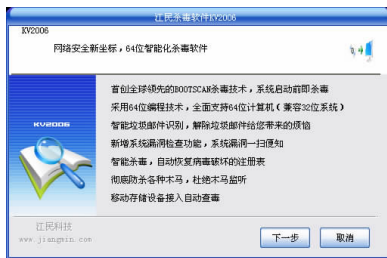 江民杀毒软件KV2006
KV2006
网络安全新坐标，64位智能化杀毒软件
首创全球领先的BOOTSCAN杀毒技术，系统启动前即杀毒
采用64位编程技术，全面支持64位计算机（兼容32位系统）
KV2006
智能垃圾邮件识别，解除垃圾邮件给您带来的烦恼
新增系统漏洞检查功能，系统漏洞一扫便知
智能杀毒，自动恢复病毒破坏的注册表
彻底防杀各种木马，杜绝木马监听
移动存储设备接入自动查毒
江民科技
www.jiangmin.com
下一步
取消